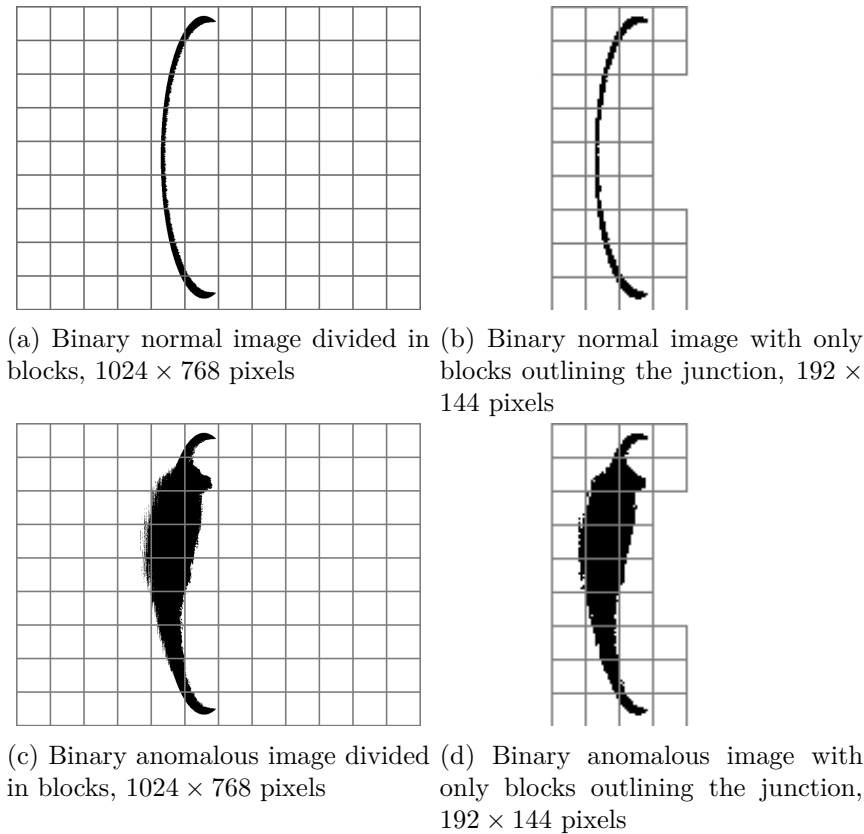 (a) Binary normal image divided in
blocks, 1024 × 768 pixels
(b) Binary normal image with only
blocks outlining the junction, 192 ×
144 pixels
(c) Binary anomalous image divided
in blocks, 1024 × 768 pixels
(d) Binary anomalous image with
only blocks outlining the junction,
192 × 144 pixels